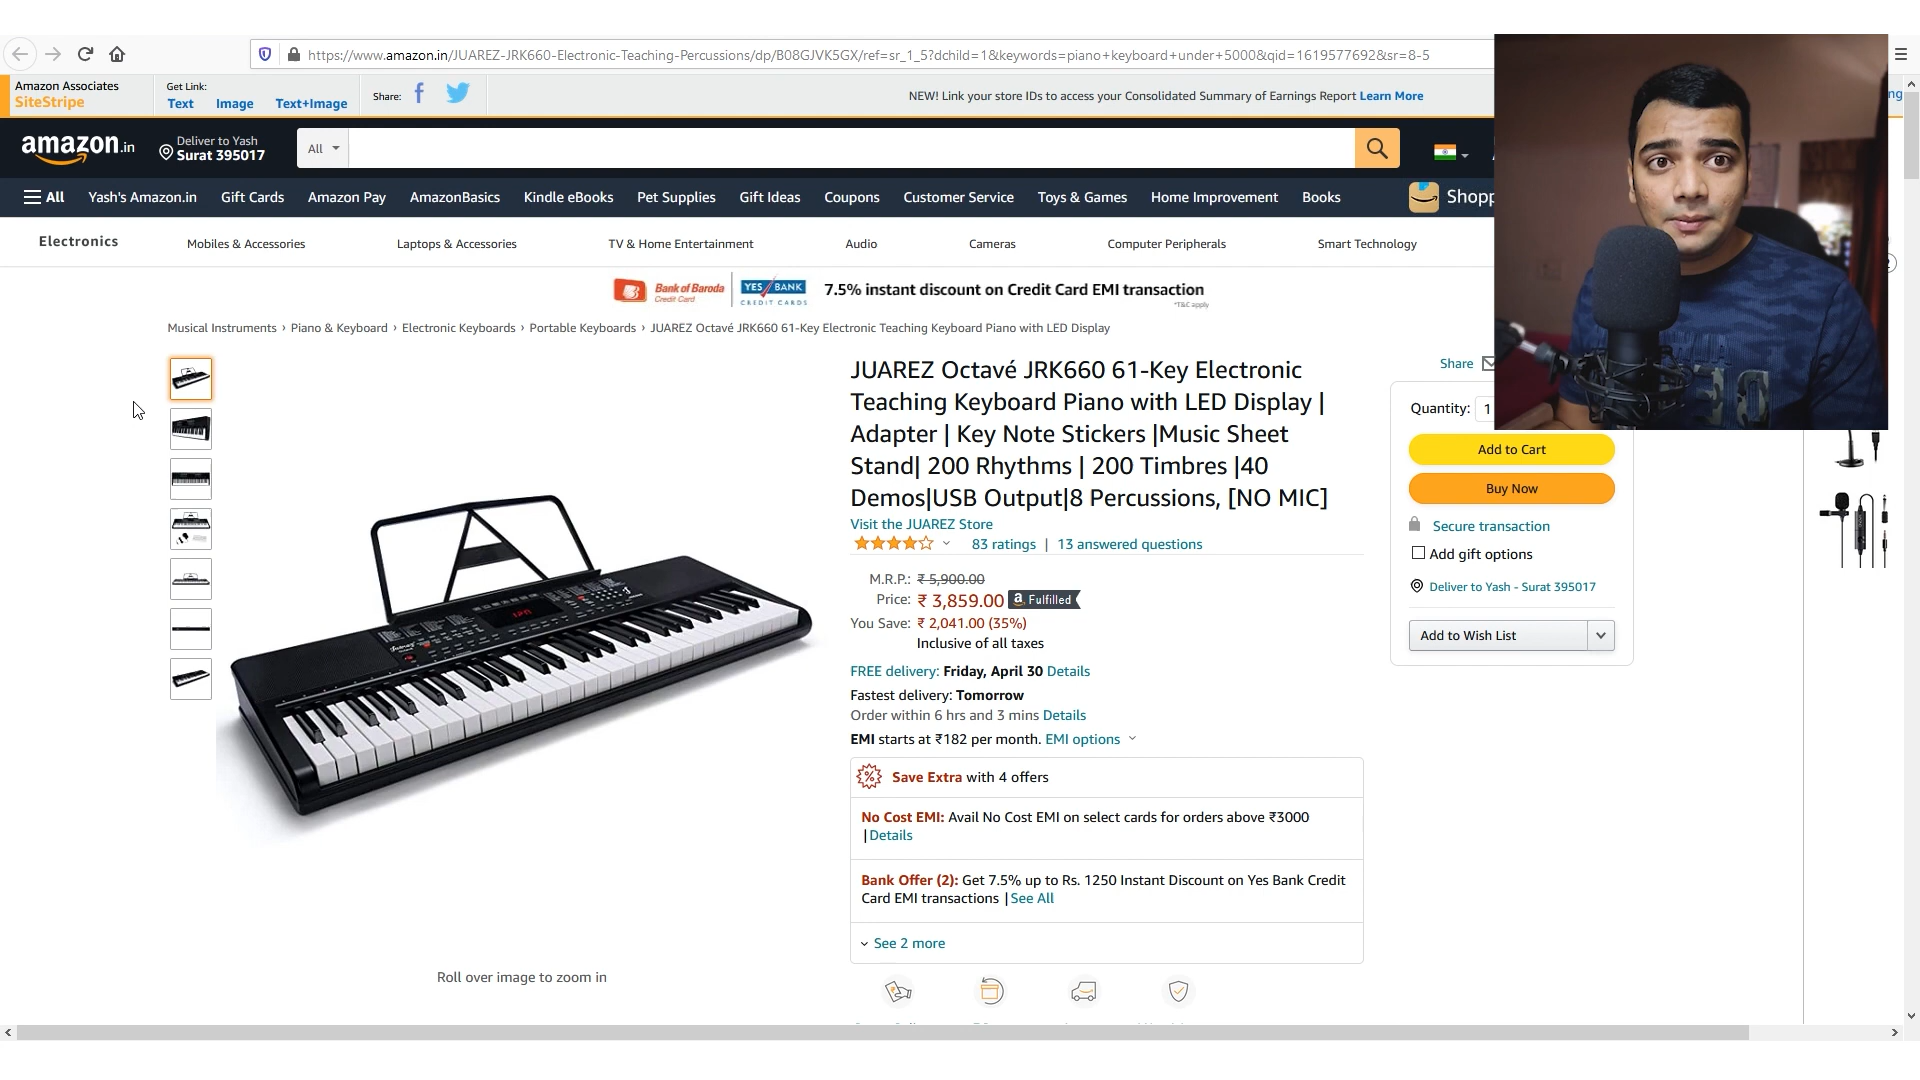 https://www.amazon.in/JUAREZ-JRK660-Electronic-Teaching-Percussions/dp/B08GJVK5GX/ref=sr_1_5?dchild=1&keywords=piano+keyboard+under+5000&qid=1619577692&sr=8-5
Amazon Associates
SiteStripe
Get Link:
Text Image Text+Image
Share:
NEW! Link your store IDs to access your Consolidated Summary of Earnings Report Learn More
amazon.in
Deliver to Yash
Surat 395017
All
All Yash's Amazon.in Gift Cards Amazon Pay AmazonBasics Kindle eBooks Pet Supplies Gift Ideas Coupons Customer Service Toys & Games Home Improvement Books Shopp
Electronics Mobiles & Accessories Laptops & Accessories TV & Home Entertainment Audio Cameras Computer Peripherals Smart Technology
Bank of Baroda
Credit Card
YES BANK
CREDIT CARDS
7.5% instant discount on Credit Card EMI transaction
*T&C apply
Musical Instruments › Piano & Keyboard › Electronic Keyboards › Portable Keyboards › JUAREZ Octavé JRK660 61-Key Electronic Teaching Keyboard Piano with LED Display
JUAREZ Octavé JRK660 61-Key Electronic
Teaching Keyboard Piano with LED Display |
Adapter | Key Note Stickers |Music Sheet
Stand| 200 Rhythms | 200 Timbres |40
Demos|USB Output|8 Percussions, [NO MIC]
Visit the JUAREZ Store
83 ratings | 13 answered questions
M.R.P.: ₹ 5,900.00
Price: ₹ 3,859.00 a Fulfilled
You Save: ₹ 2,041.00 (35%)
Inclusive of all taxes
FREE delivery: Friday, April 30 Details
Fastest delivery: Tomorrow
Order within 6 hrs and 3 mins Details
EMI starts at ₹182 per month. EMI options
Save Extra with 4 offers
No Cost EMI: Avail No Cost EMI on select cards for orders above ₹3000
|Details
Bank Offer (2): Get 7.5% up to Rs. 1250 Instant Discount on Yes Bank Credit
Card EMI transactions |See All
See 2 more
Roll over image to zoom in
Share
Quantity: 1
Add to Cart
Buy Now
Secure transaction
Add gift options
Deliver to Yash - Surat 395017
Add to Wish List